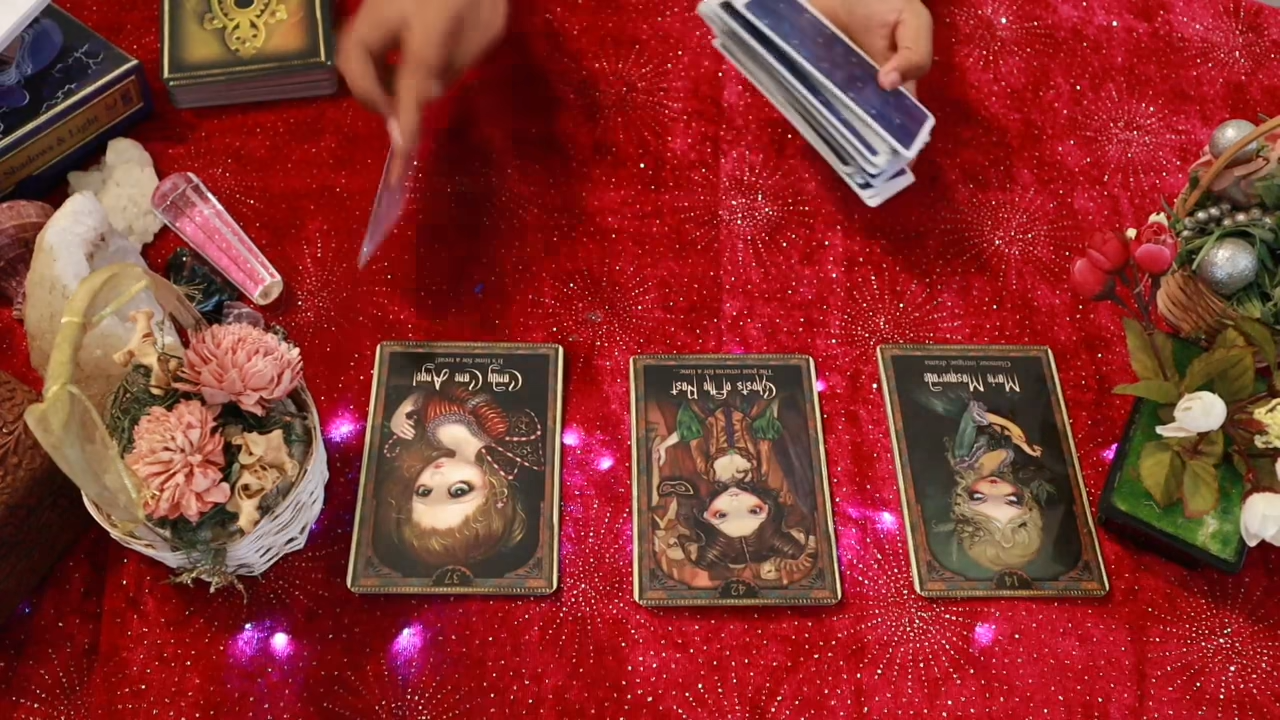 Shadows & Light
Candy Cane Angel
It's time for a treat!
37
Ghosts Of The Past
The past returns for a time...
42
Marie Masquerade
Glamour, intrigue, drama
14